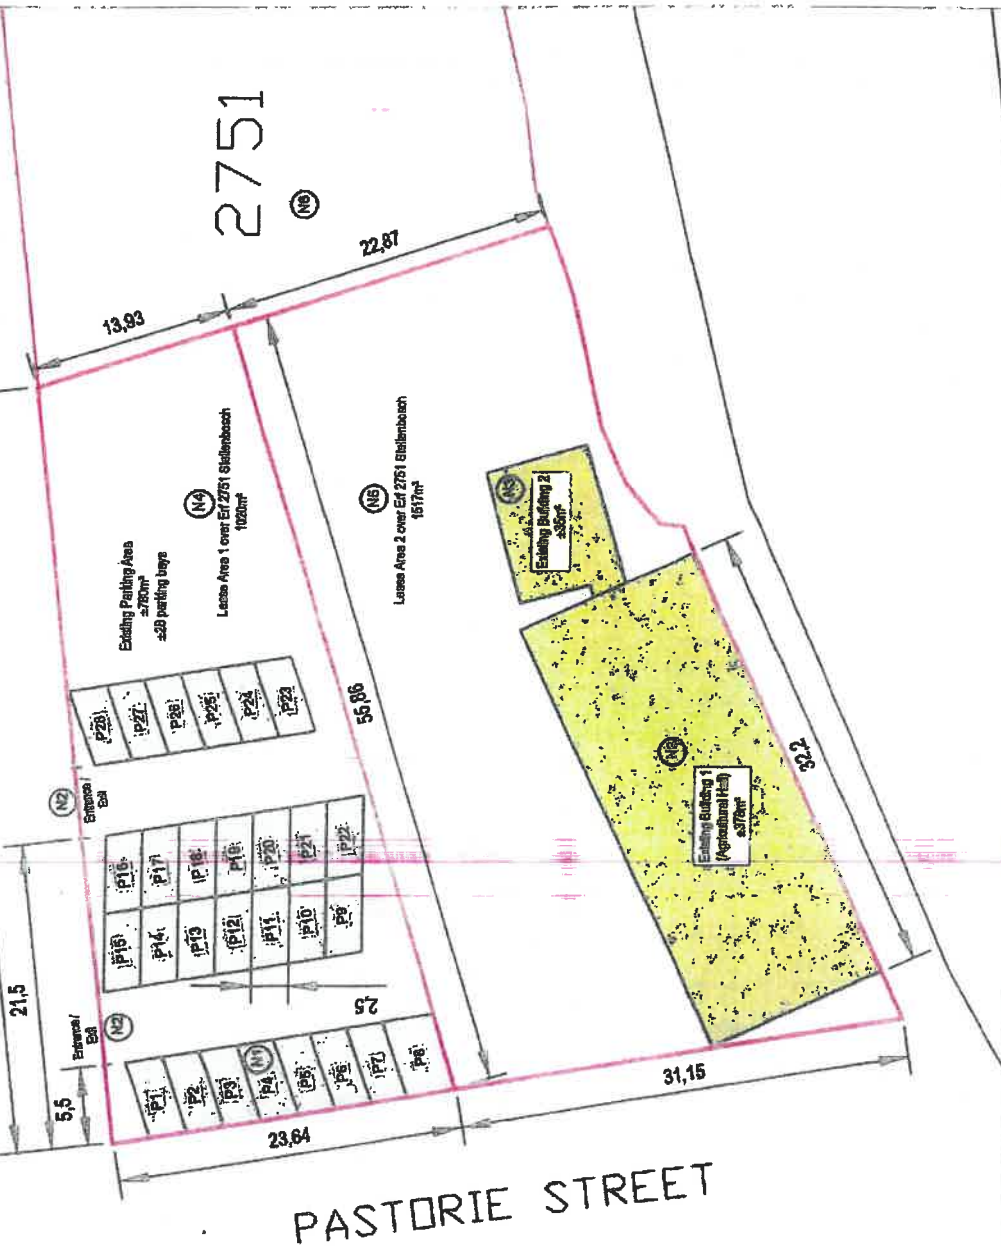 2751
N6
22,87
13,93
Existing Parking Area
±780m²
±28 parking bays
N4
Lease Area 1 over Erf 2751 Stellenbosch
1020m²
N5
Lease Area 2 over Erf 2751 Stellenbosch
1517m²
N3
Existing Building 2
±35m²
55,86
P28
P27
P26
P25
P24
P23
N2
Entrance /
Exit
P16
P17
P18
P19
P20
P21
P22
P15
P14
P13
P12
P11
P10
P9
2,5
21,5
Entrance /
Exit
N2
5,5
P1
P2
P3
P4
N1
P5
P6
P7
P8
Existing Building 1
(Agricultural Hall)
±378m²
32,2
31,15
23,64
PASTORIE STREET